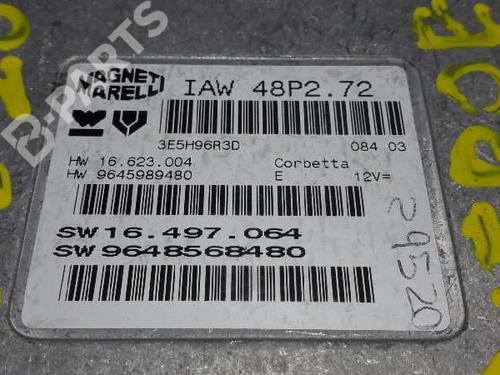 MAGNETI MARELLI
IAW 48P2.72
3E5H96R3D
084 03
HW 16.623.004
Corbetta
HW 9645989480
E
12V=
SW 16.497.064
SW 9648568480
29520
B-PARTS